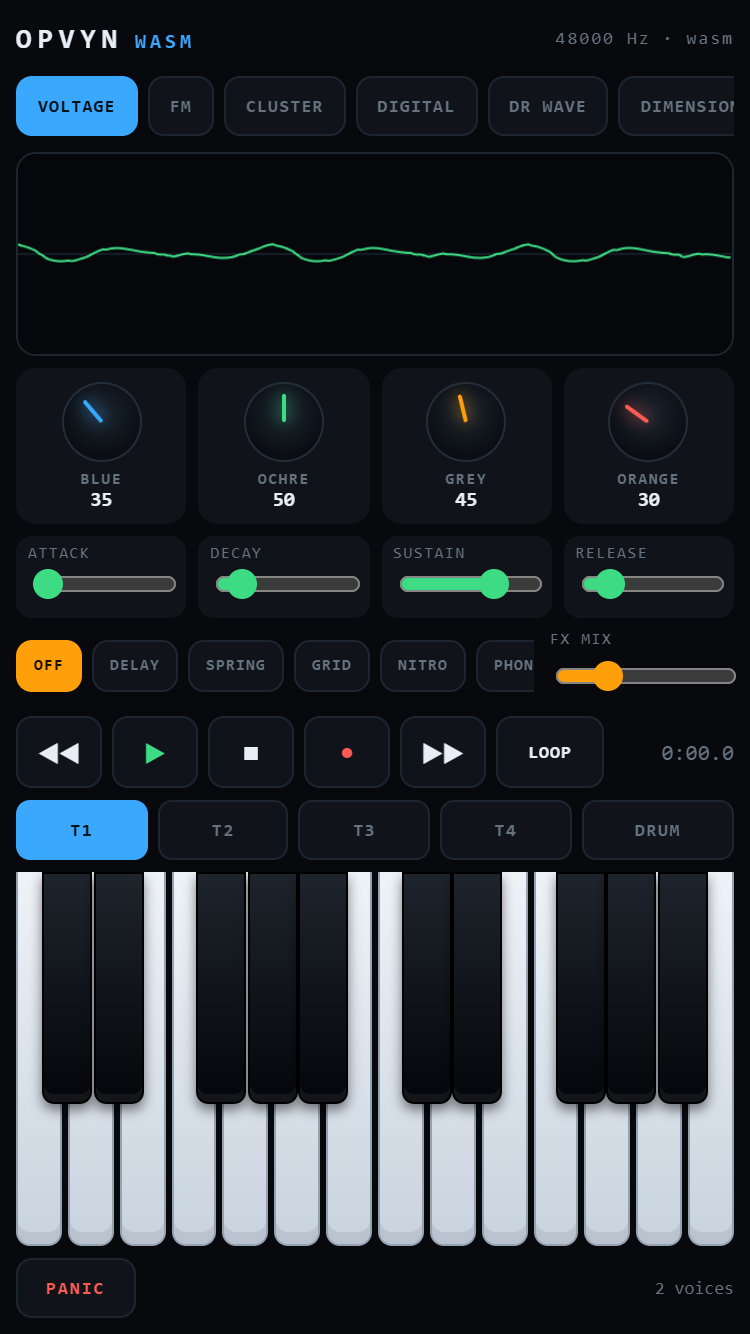 OPVYN WASM 48000 Hz · wasm
VOLTAGE FM CLUSTER DIGITAL DR WAVE DIMENSION
BLUE OCHRE GREY ORANGE
35 50 45 30
ATTACK DECAY SUSTAIN RELEASE
FX MIX
OFF DELAY SPRING GRID NITRO PHON
LOOP 0:00.0
T1 T2 T3 T4 DRUM
PANIC 2 voices